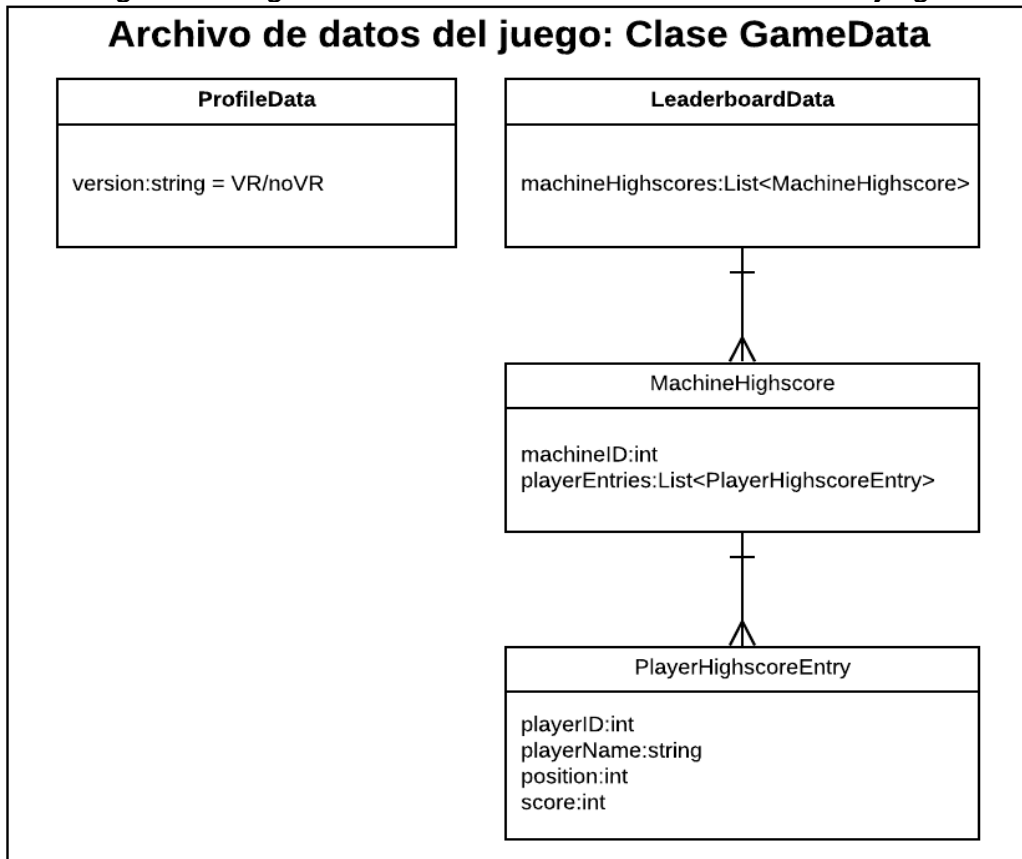 Archivo de datos del juego: Clase GameData
ProfileData
version:string = VR/noVR
LeaderboardData
machineHighscores:List<MachineHighscore>
MachineHighscore
machineID:int
playerEntries:List<PlayerHighscoreEntry>
PlayerHighscoreEntry
playerID:int
playerName:string
position:int
score:int